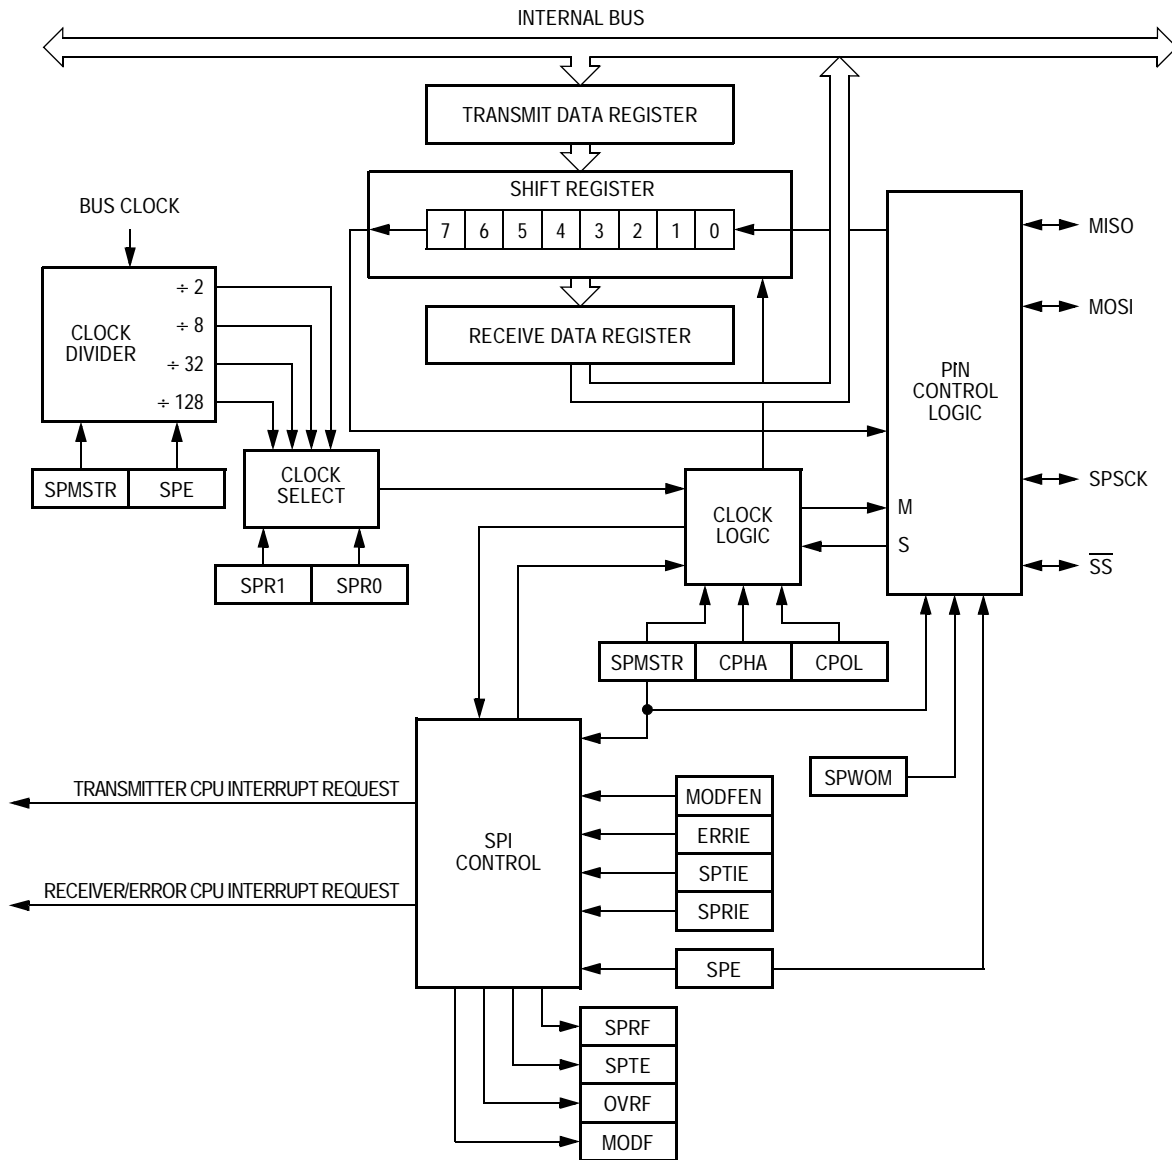 INTERNAL BUS
TRANSMIT DATA REGISTER
SHIFT REGISTER
7 6 5 4 3 2 1 0
BUS CLOCK
MISO
÷ 2
÷ 8
÷ 32
÷ 128
CLOCK
DIVIDER
RECEIVE DATA REGISTER
MOSI
PIN
CONTROL
LOGIC
SPMSTR SPE
CLOCK
SELECT
SPSCK
CLOCK
LOGIC
M
S
SS
SPR1 SPR0
SPMSTR CPHA CPOL
TRANSMITTER CPU INTERRUPT REQUEST
SPWOM
MODFEN
ERRIE
SPI
CONTROL
SPTIE
RECEIVER/ERROR CPU INTERRUPT REQUEST
SPRIE
SPE
SPRF
SPTE
OVRF
MODF